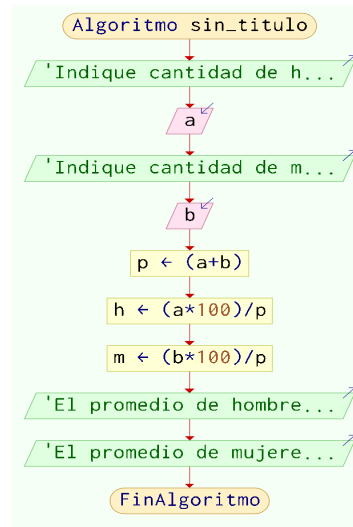 Algoritmo sin_titulo
'Indique cantidad de h...
a
'Indique cantidad de m...
b
p ← (a+b)
h ← (a*100)/p
m ← (b*100)/p
'El promedio de hombre...
'El promedio de mujere...
FinAlgoritmo